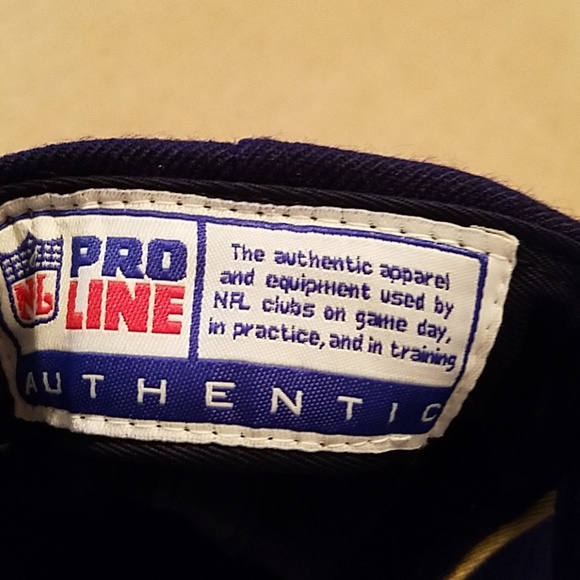 NFL
PRO
LINE
The authentic apparel
and equipment used by
NFL clubs on game day,
in practice, and in training
AUTHENTIC